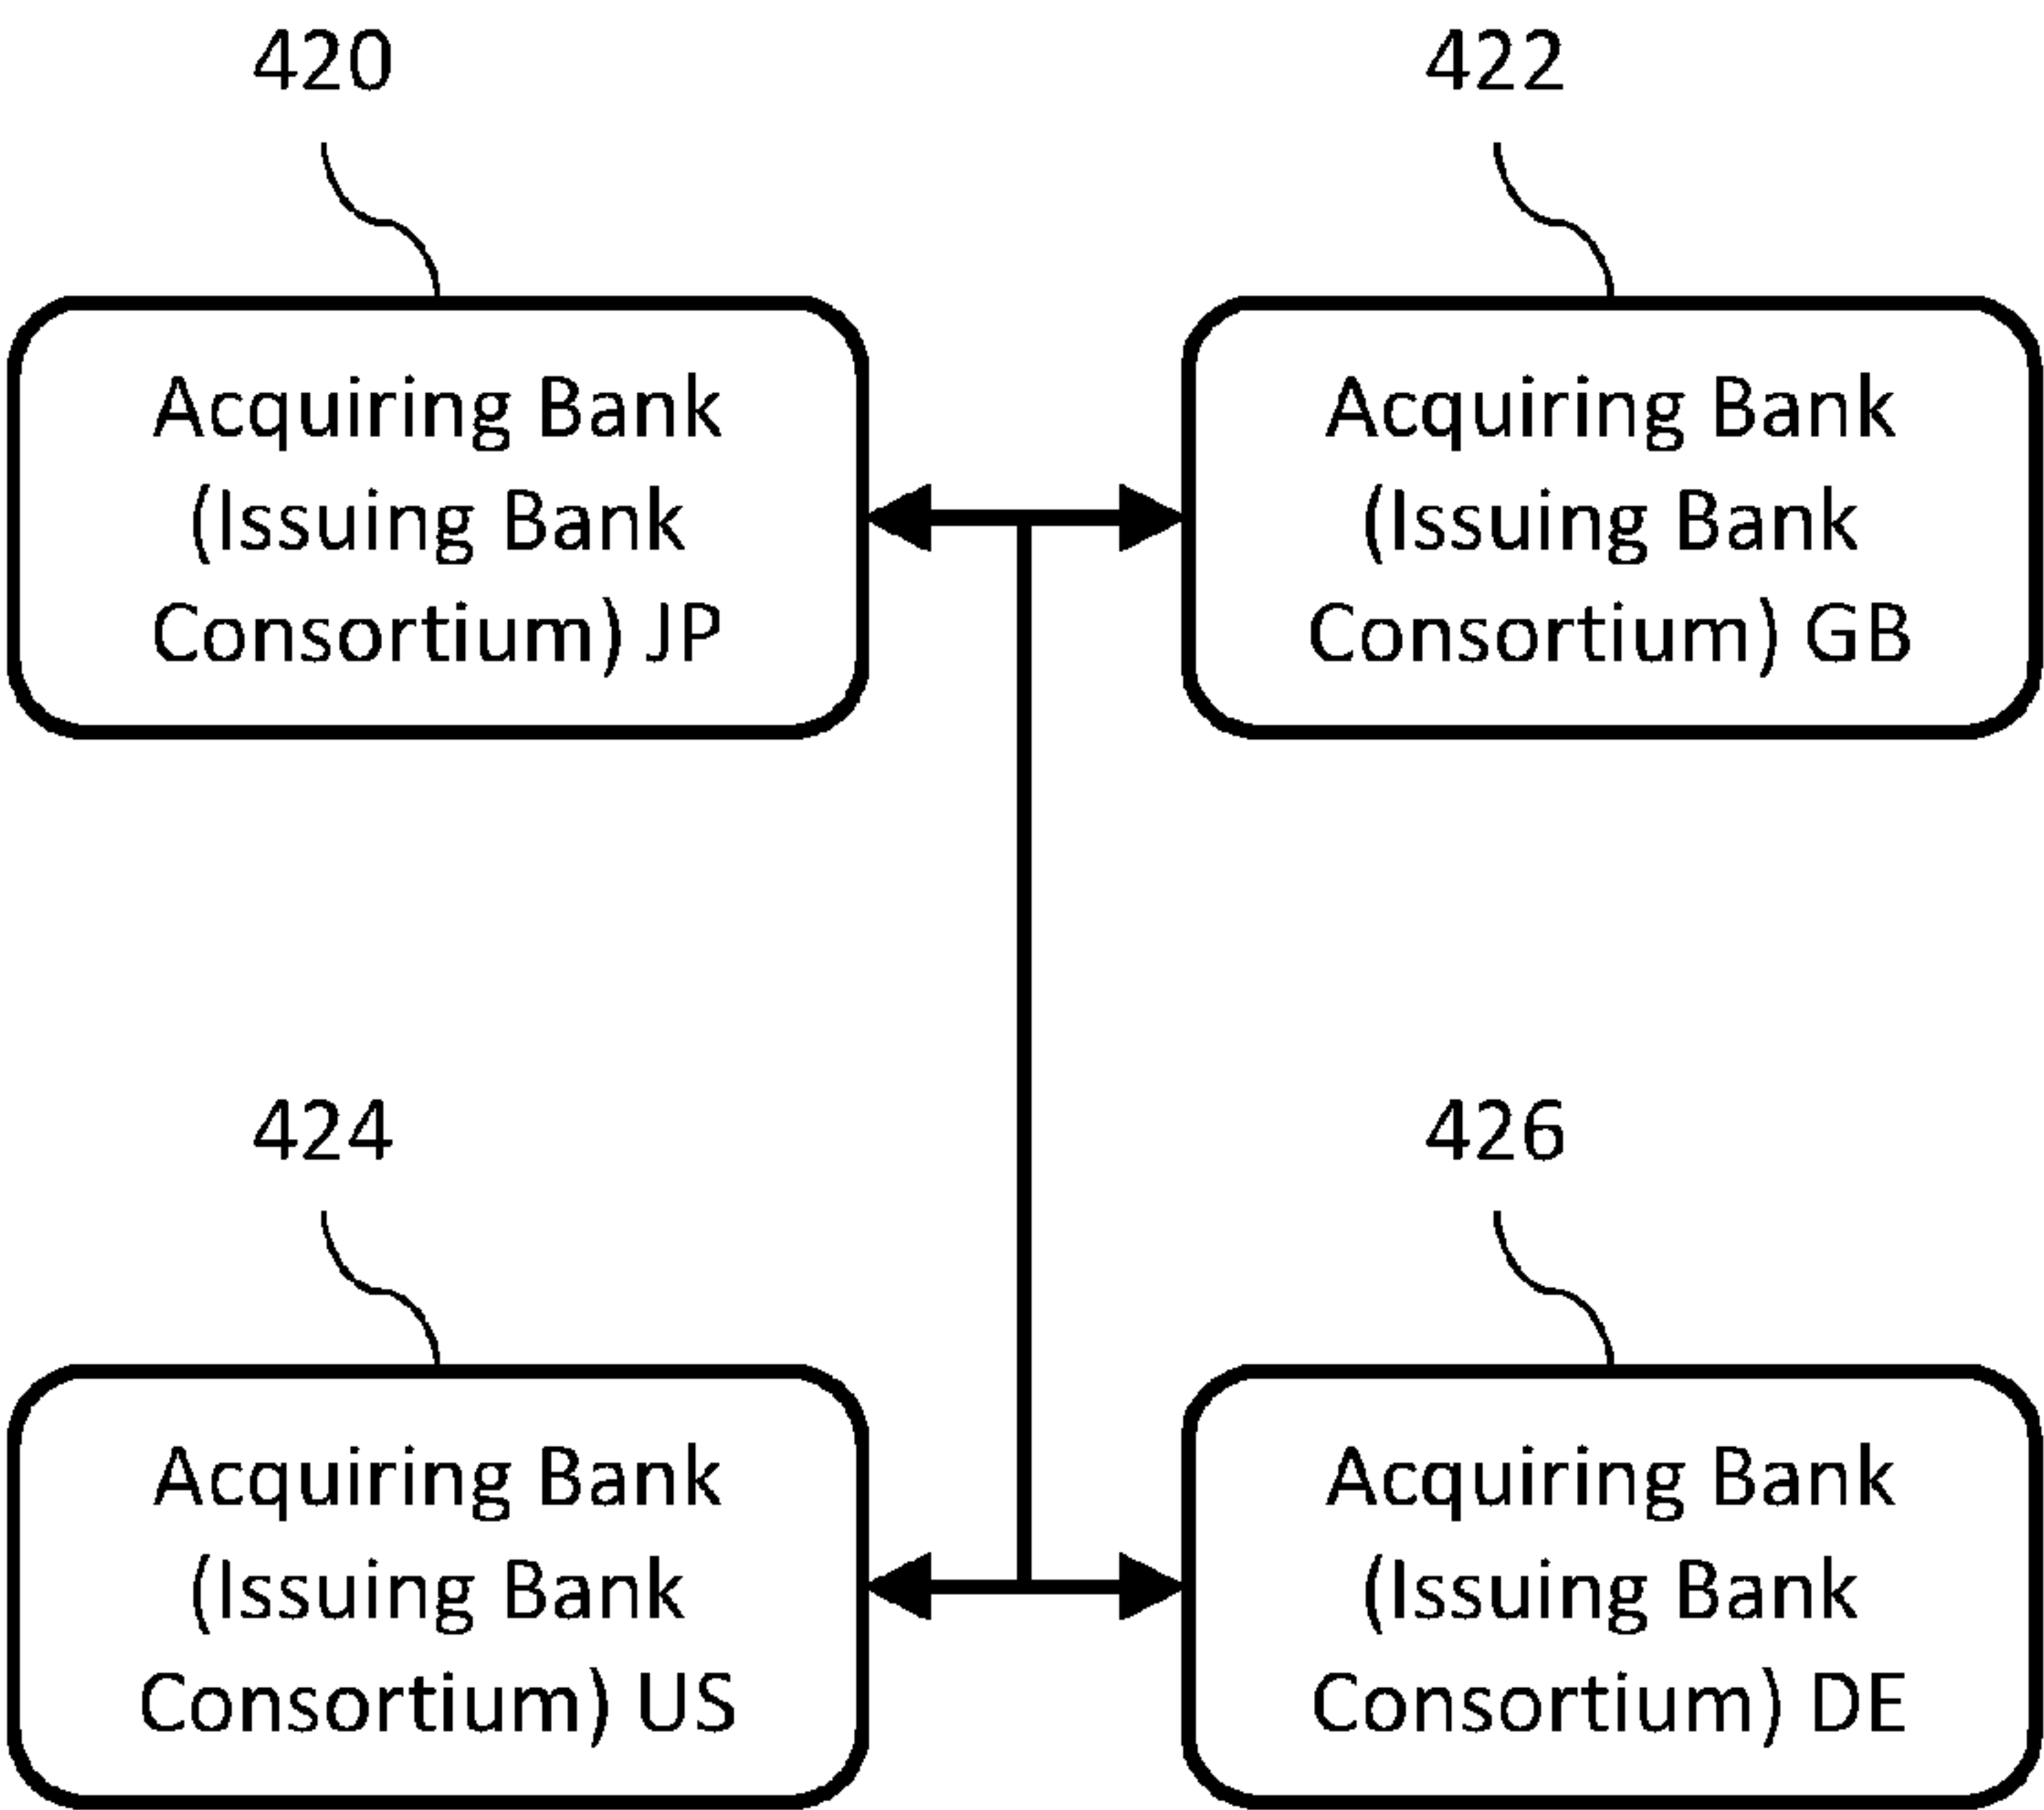 420
Acquiring Bank
(Issuing Bank
Consortium) JP
422
Acquiring Bank
(Issuing Bank
Consortium) GB
424
Acquiring Bank
(Issuing Bank
Consortium) US
426
Acquiring Bank
(Issuing Bank
Consortium) DE